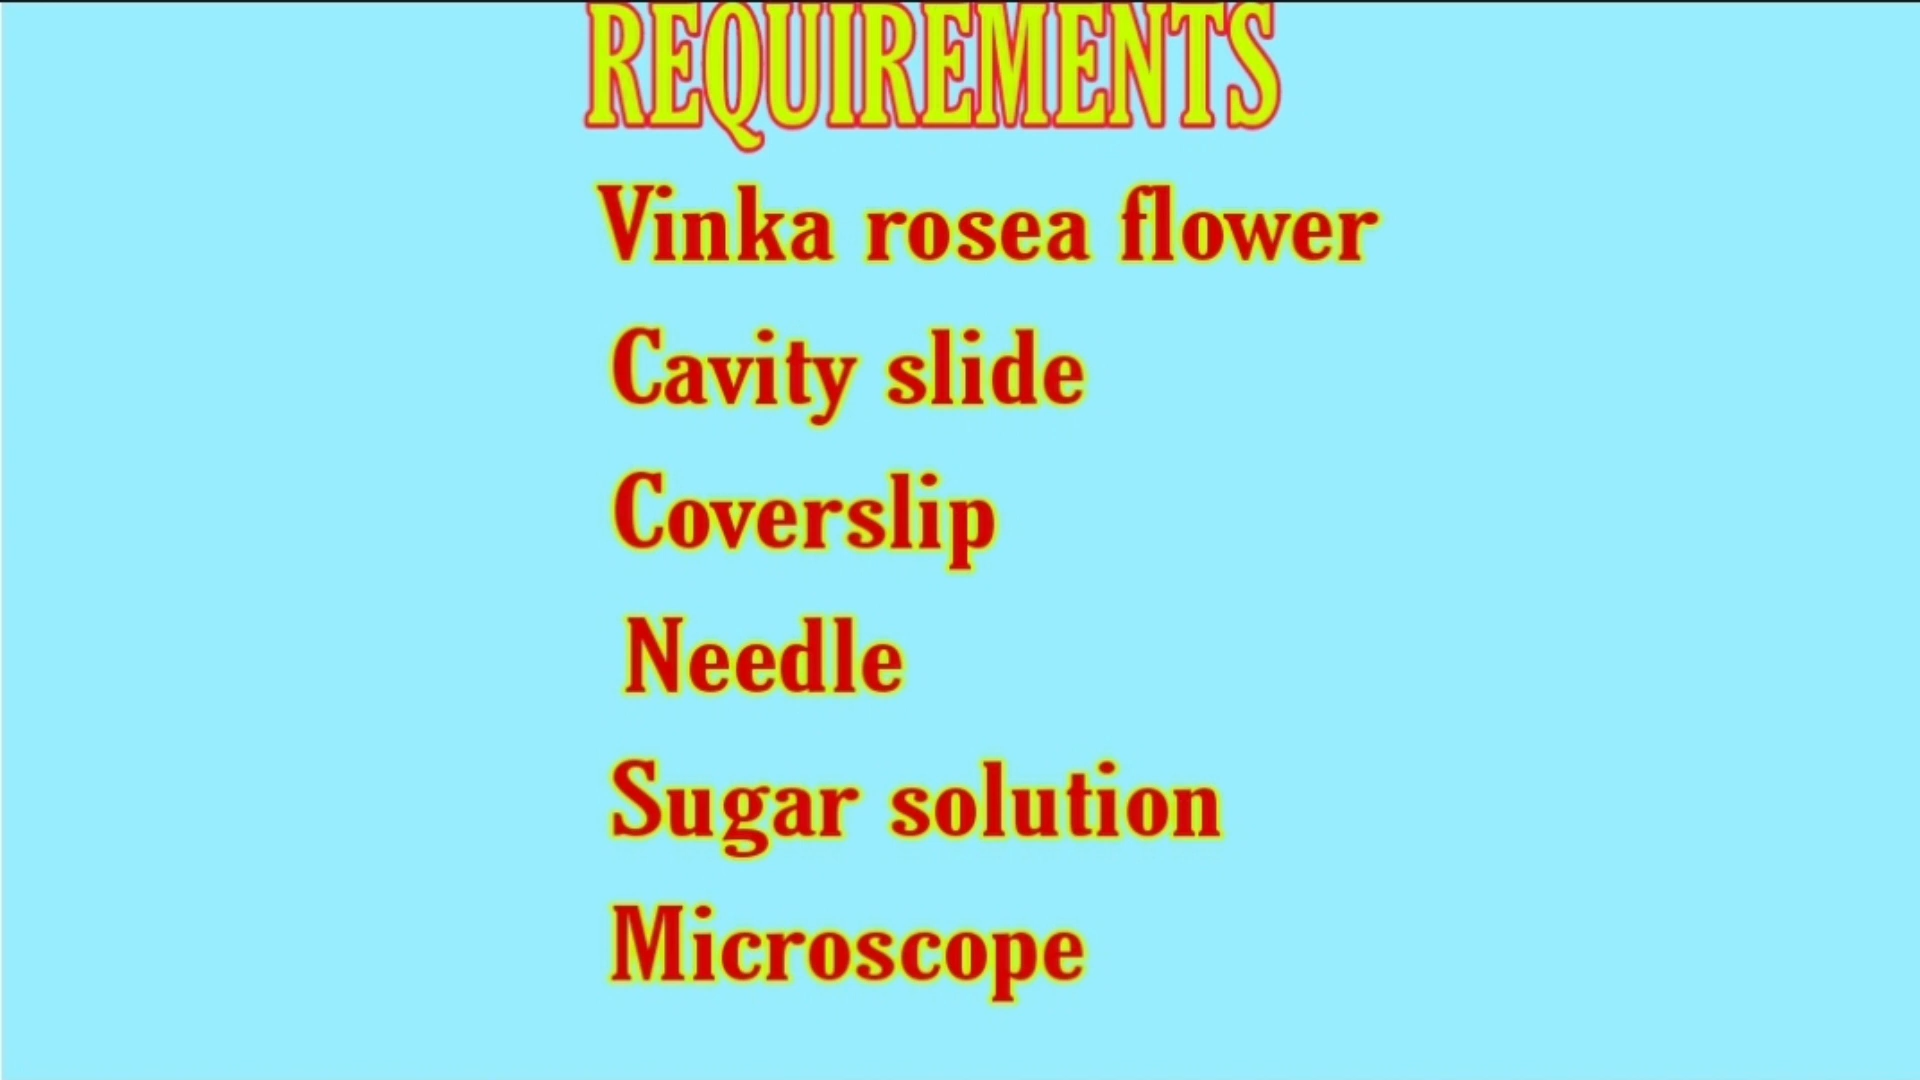 REQUIREMENTS
Vinka rosea flower
Cavity slide
Coverslip
Needle
Sugar solution
Microscope